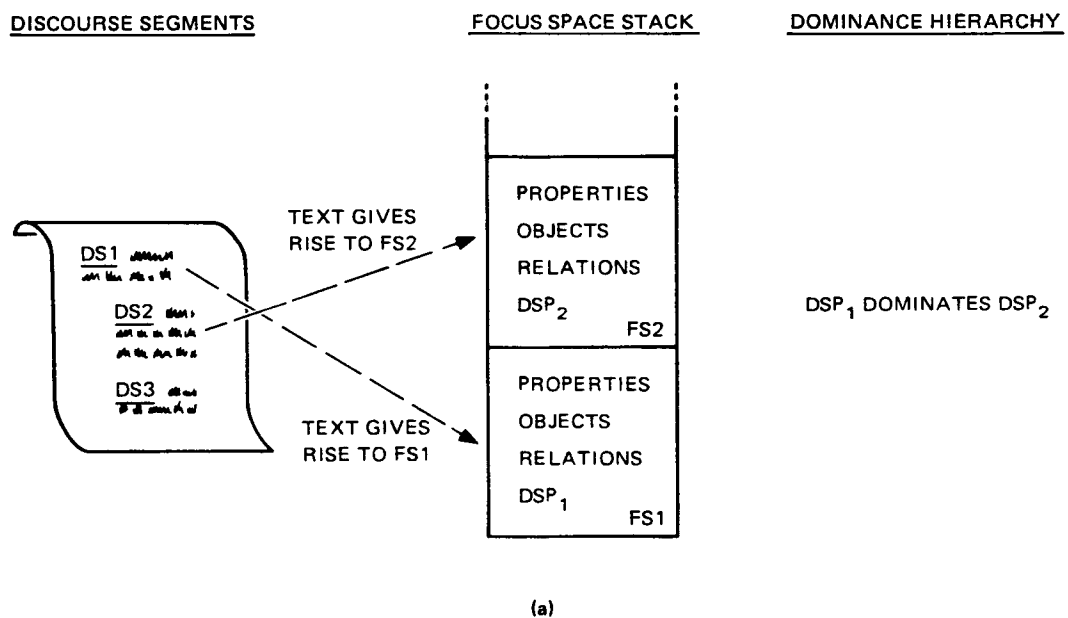 DISCOURSE SEGMENTS
FOCUS SPACE STACK
DOMINANCE HIERARCHY
DS1
DS2
DS3
TEXT GIVES
RISE TO FS2
TEXT GIVES
RISE TO FS1
PROPERTIES
OBJECTS
RELATIONS
DSP₂
FS2
PROPERTIES
OBJECTS
RELATIONS
DSP₁
FS1
DSP₁ DOMINATES DSP₂
(a)